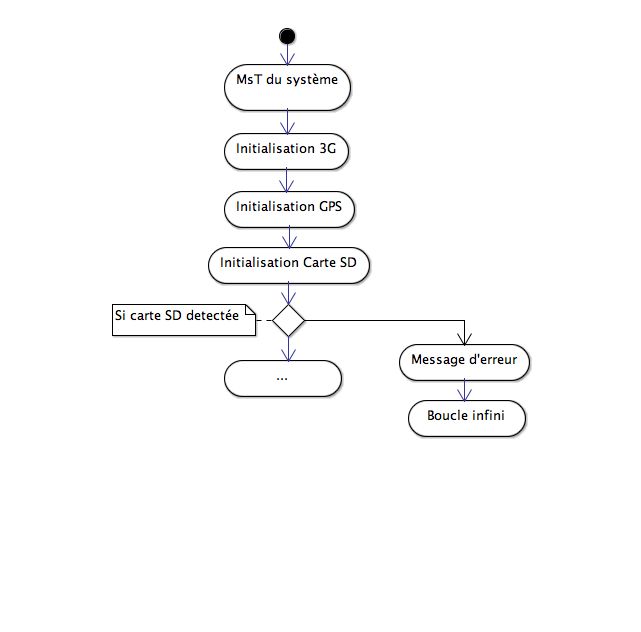 MsT du système
Initialisation 3G
Initialisation GPS
Initialisation Carte SD
Si carte SD detectée
...
Message d'erreur
Boucle infini